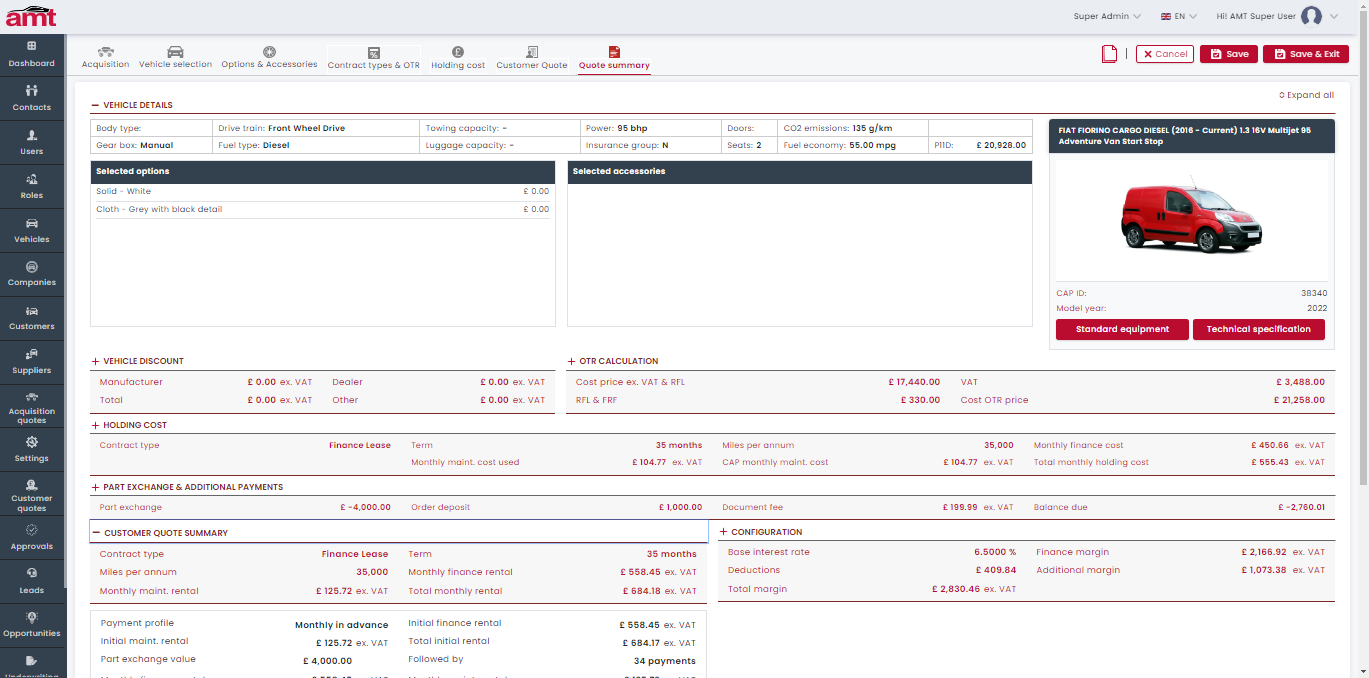 amt
Super Admin
EN
Hi! AMT Super User
Dashboard
Contacts
Users
Roles
Vehicles
Companies
Customers
Suppliers
Acquisition quotes
Settings
Customer quotes
Approvals
Leads
Opportunities
Underwriting
Acquisition
Vehicle selection
Options & Accessories
Contract types & OTR
Holding cost
Customer Quote
Quote summary
Cancel
Save
Save & Exit
Expand all
VEHICLE DETAILS
Body type: Drive train: Front Wheel Drive Towing capacity: - Power: 95 bhp Doors: CO2 emissions: 135 g/km
Gear box: Manual Fuel type: Diesel Luggage capacity: - Insurance group: N Seats: 2 Fuel economy: 55.00 mpg P11D: £ 20,928.00
Selected options
Solid - White £ 0.00
Cloth - Grey with black detail £ 0.00
Selected accessories
FIAT FIORINO CARGO DIESEL (2016 - Current) 1.3 16V Multijet 95
Adventure Van Start Stop
CAP ID: 38340
Model year: 2022
Standard equipment
Technical specification
VEHICLE DISCOUNT
Manufacturer £ 0.00 ex. VAT Dealer £ 0.00 ex. VAT
Total £ 0.00 ex. VAT Other £ 0.00 ex. VAT
OTR CALCULATION
Cost price ex. VAT & RFL £ 17,440.00 VAT £ 3,488.00
RFL & FRF £ 330.00 Cost OTR price £ 21,258.00
HOLDING COST
Contract type Finance Lease Term 35 months Miles per annum 35,000 Monthly finance cost £ 450.66 ex. VAT
Monthly maint. cost used £ 104.77 ex. VAT CAP monthly maint. cost £ 104.77 ex. VAT Total monthly holding cost £ 555.43 ex. VAT
PART EXCHANGE & ADDITIONAL PAYMENTS
Part exchange £ -4,000.00 Order deposit £ 1,000.00 Document fee £ 199.99 ex. VAT Balance due £ -2,760.01
CUSTOMER QUOTE SUMMARY
Contract type Finance Lease Term 35 months
Miles per annum 35,000 Monthly finance rental £ 558.45 ex. VAT
Monthly maint. rental £ 125.72 ex. VAT Total monthly rental £ 684.18 ex. VAT
CONFIGURATION
Base interest rate 6.5000 % Finance margin £ 2,166.92 ex. VAT
Deductions £ 409.84 Additional margin £ 1,073.38 ex. VAT
Total margin £ 2,830.46 ex. VAT
Payment profile Monthly in advance Initial finance rental £ 558.45 ex. VAT
Initial maint. rental £ 125.72 ex. VAT Total initial rental £ 684.17 ex. VAT
Part exchange value £ 4,000.00 Followed by 34 payments